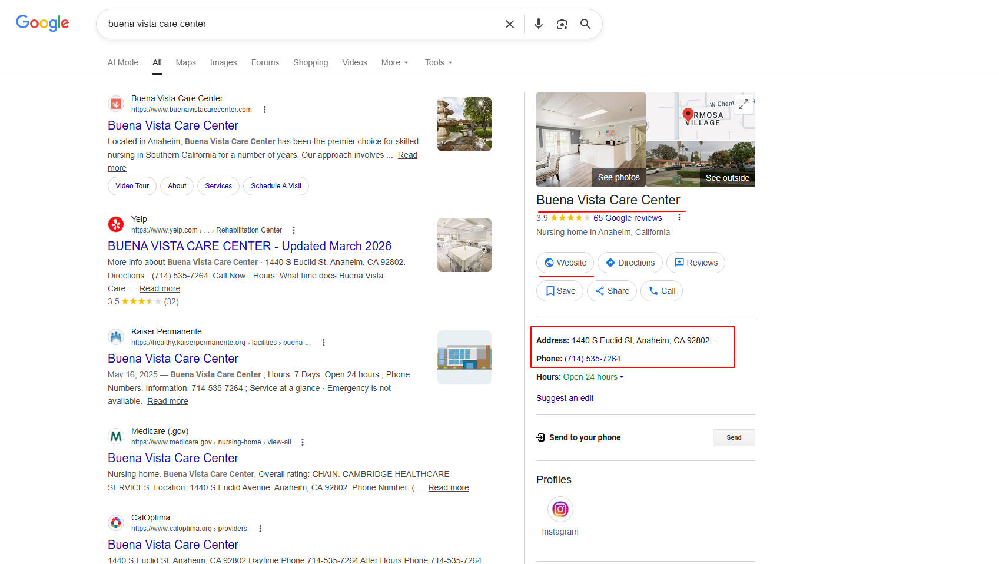 Google
buena vista care center
AI Mode
All
Maps
Images
Forums
Shopping
Videos
More
Tools
Buena Vista Care Center
https://www.buenavistacarecenter.com
Buena Vista Care Center
Located in Anaheim, Buena Vista Care Center has been the premier choice for skilled
nursing in Southern California for a number of years. Our approach involves ... Read
more
Video Tour
About
Services
Schedule A Visit
Yelp
https://www.yelp.com › ... › Rehabilitation Center
BUENA VISTA CARE CENTER - Updated March 2026
More info about Buena Vista Care Center · 1440 S Euclid St. Anaheim, CA 92802.
Directions · (714) 535-7264. Call Now · Hours. What time does Buena Vista
Care ... Read more
3.5 (32)
Kaiser Permanente
https://healthy.kaiserpermanente.org › facilities › buena-...
Buena Vista Care Center
May 16, 2025 — Buena Vista Care Center ; Hours. 7 Days. Open 24 hours ; Phone
Numbers. Information. 714-535-7264 ; Service at a glance · Emergency is not
available. Read more
Medicare (.gov)
https://www.medicare.gov › nursing-home › view-all
Buena Vista Care Center
Nursing home. Buena Vista Care Center. Overall rating: CHAIN. CAMBRIDGE HEALTHCARE
SERVICES. Location. 1440 S Euclid Avenue. Anaheim, CA 92802. Phone Number. ( ... Read more
CalOptima
https://www.caloptima.org › providers
Buena Vista Care Center
1440 S Euclid St, Anaheim, CA 92802 Daytime Phone 714-535-7264 After Hours Phone 714-535-7264
See photos
W Chant
VILLAGE
See outside
Buena Vista Care Center
3.9 65 Google reviews
Nursing home in Anaheim, California
Website
Directions
Reviews
Save
Share
Call
Address: 1440 S Euclid St, Anaheim, CA 92802
Phone: (714) 535-7264
Hours: Open 24 hours
Suggest an edit
Send to your phone
Send
Profiles
Instagram